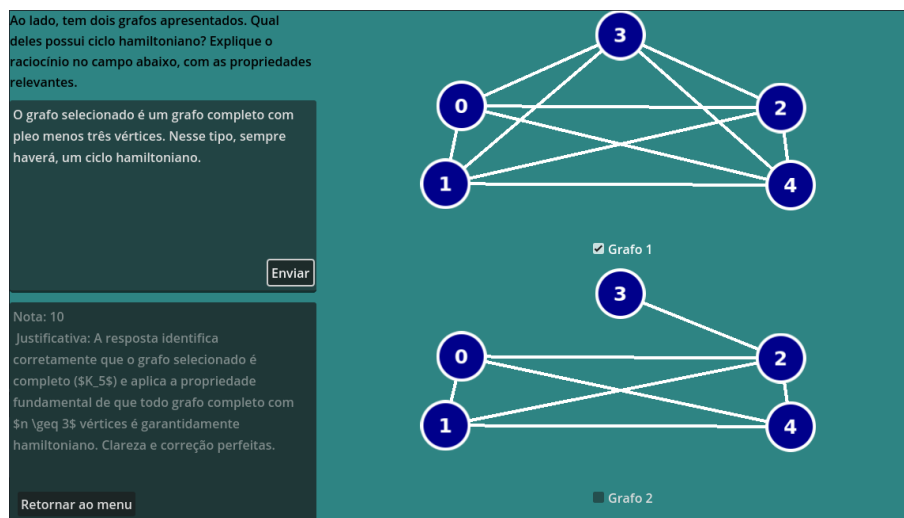 Ao lado, tem dois grafos apresentados. Qual
deles possui ciclo hamiltoniano? Explique o
raciocínio no campo abaixo, com as propriedades
relevantes.
O grafo selecionado é um grafo completo com
pleo menos três vértices. Nesse tipo, sempre
haverá, um ciclo hamiltoniano.
Enviar
Nota: 10
Justificativa: A resposta identifica
corretamente que o grafo selecionado é
completo ($K_5$) e aplica a propriedade
fundamental de que todo grafo completo com
$n \geq 3$ vértices é garantidamente
hamiltoniano. Clareza e correção perfeitas.
Retornar ao menu
3
0
2
1
4
Grafo 1
3
0
2
1
4
Grafo 2